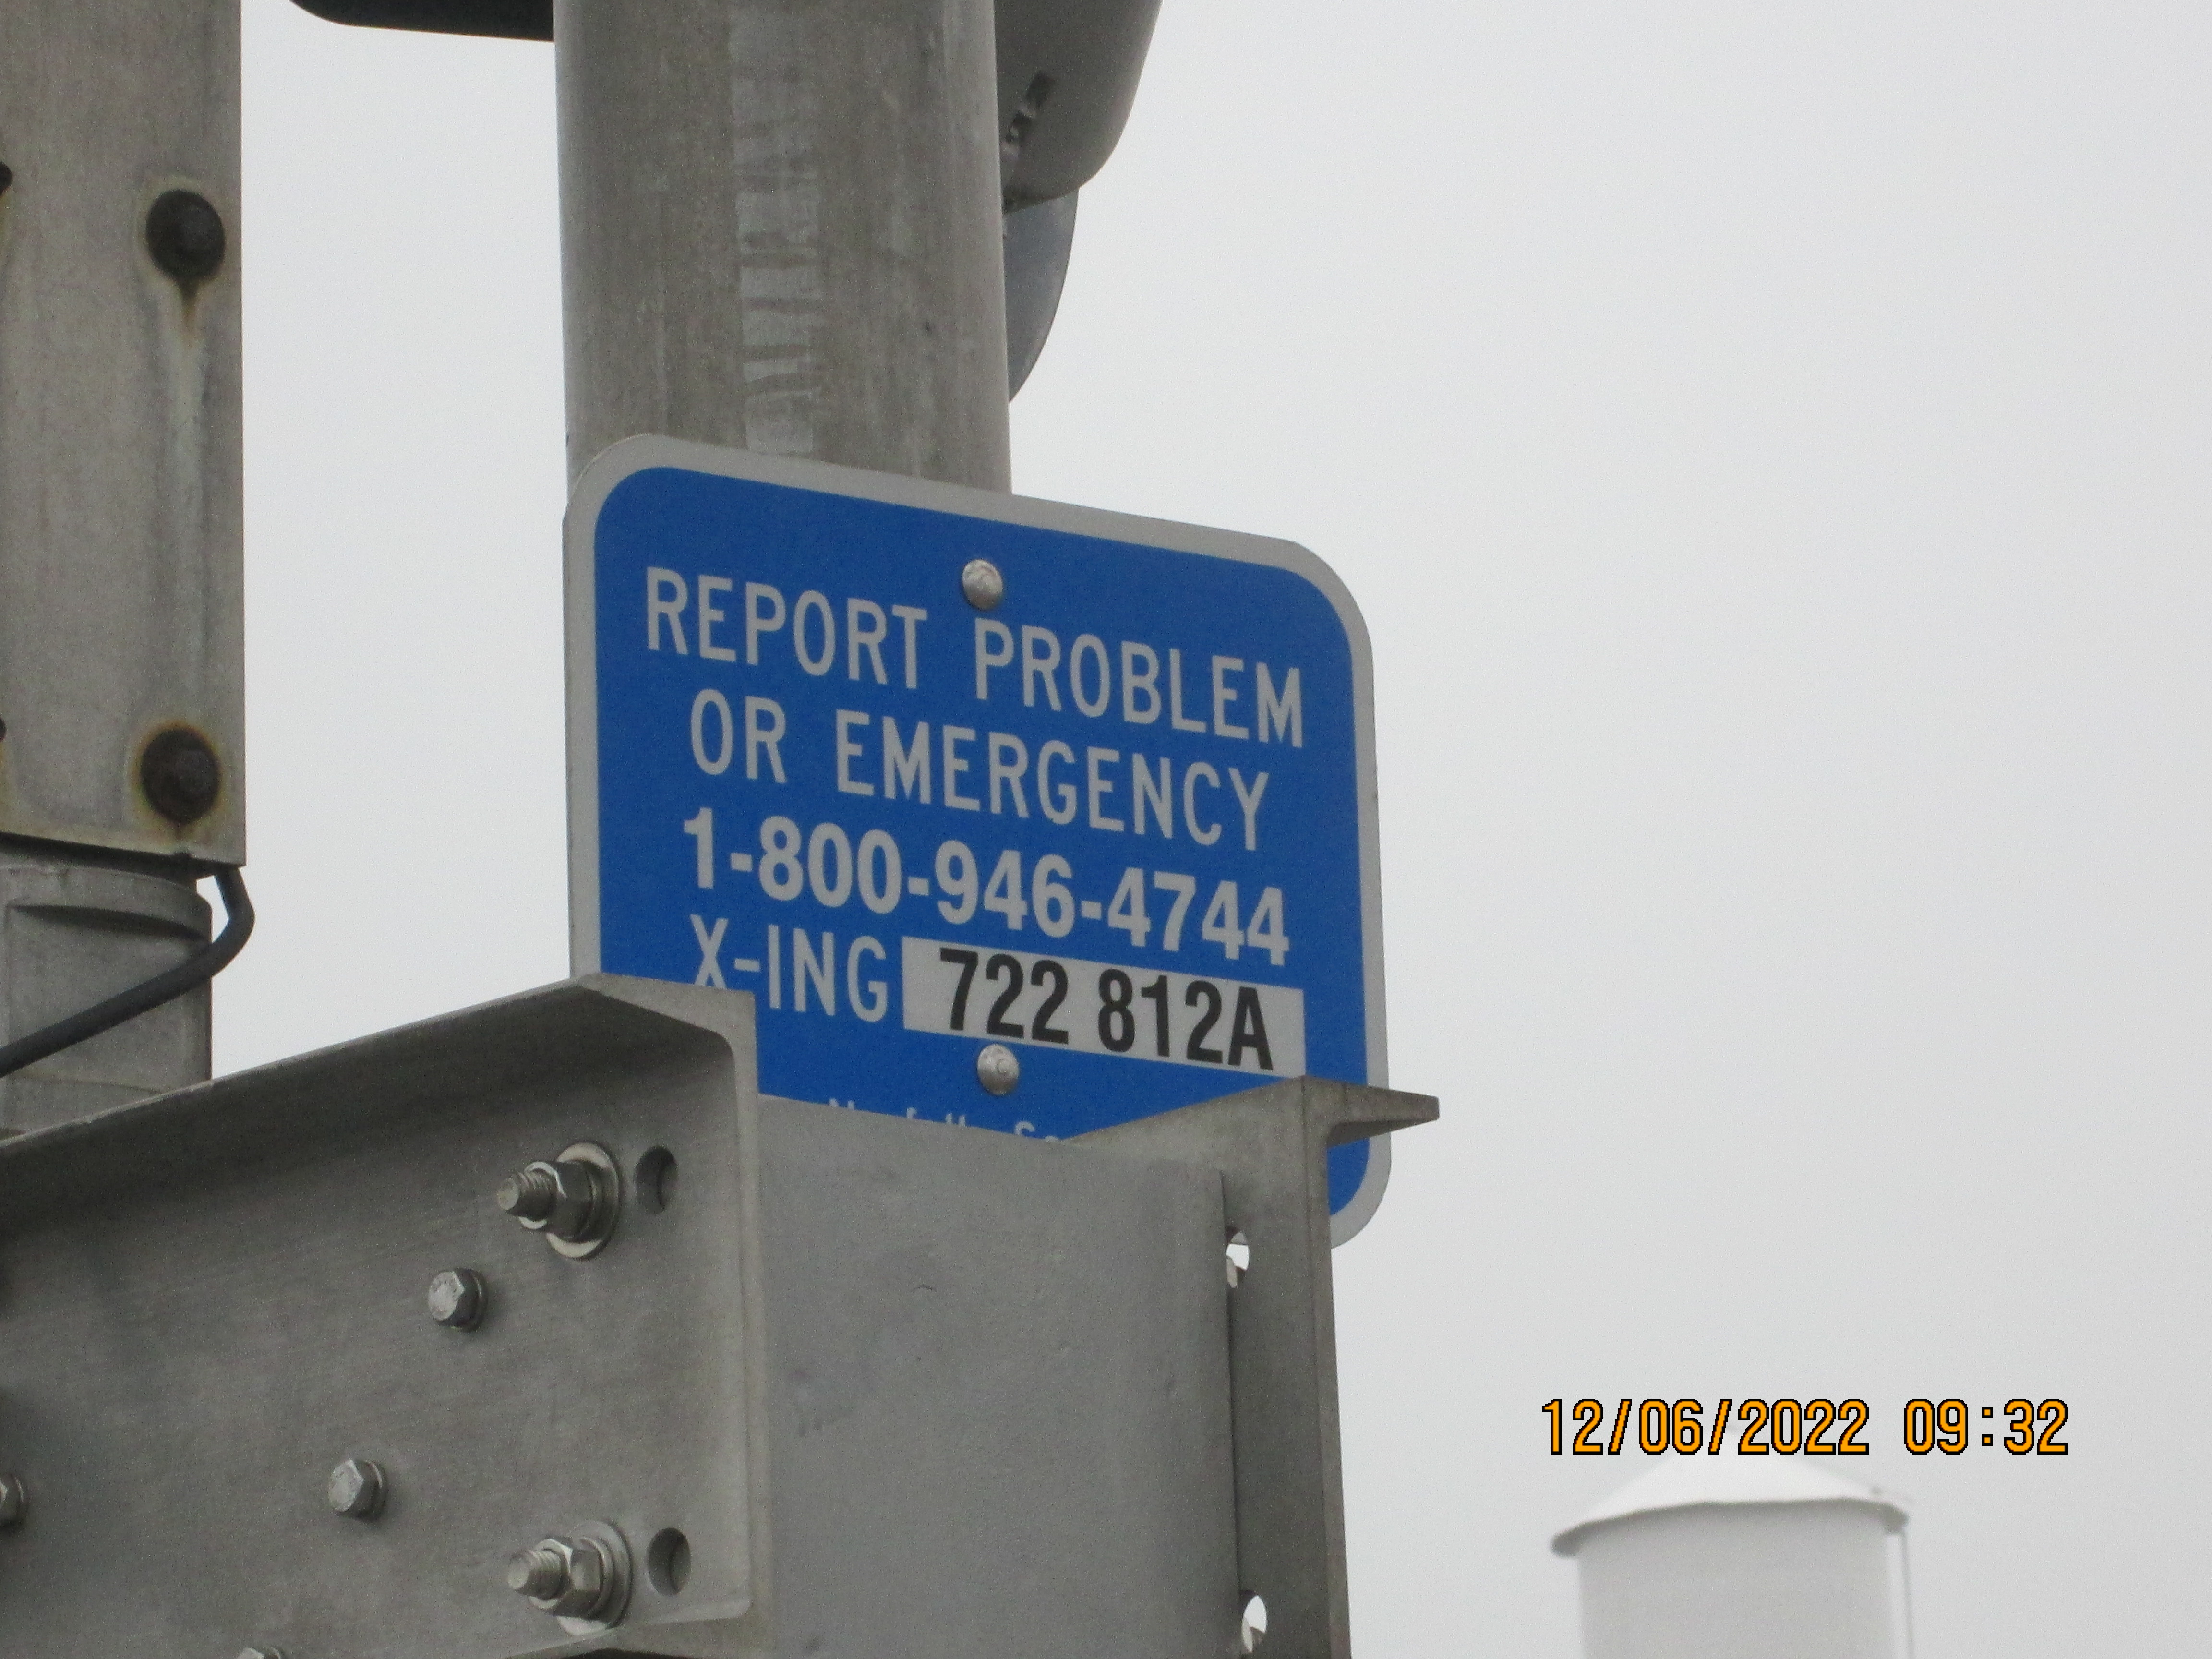 REPORT PROBLEM
OR EMERGENCY
1-800-946-4744
X-ING 722 812A
12/06/2022 09:32